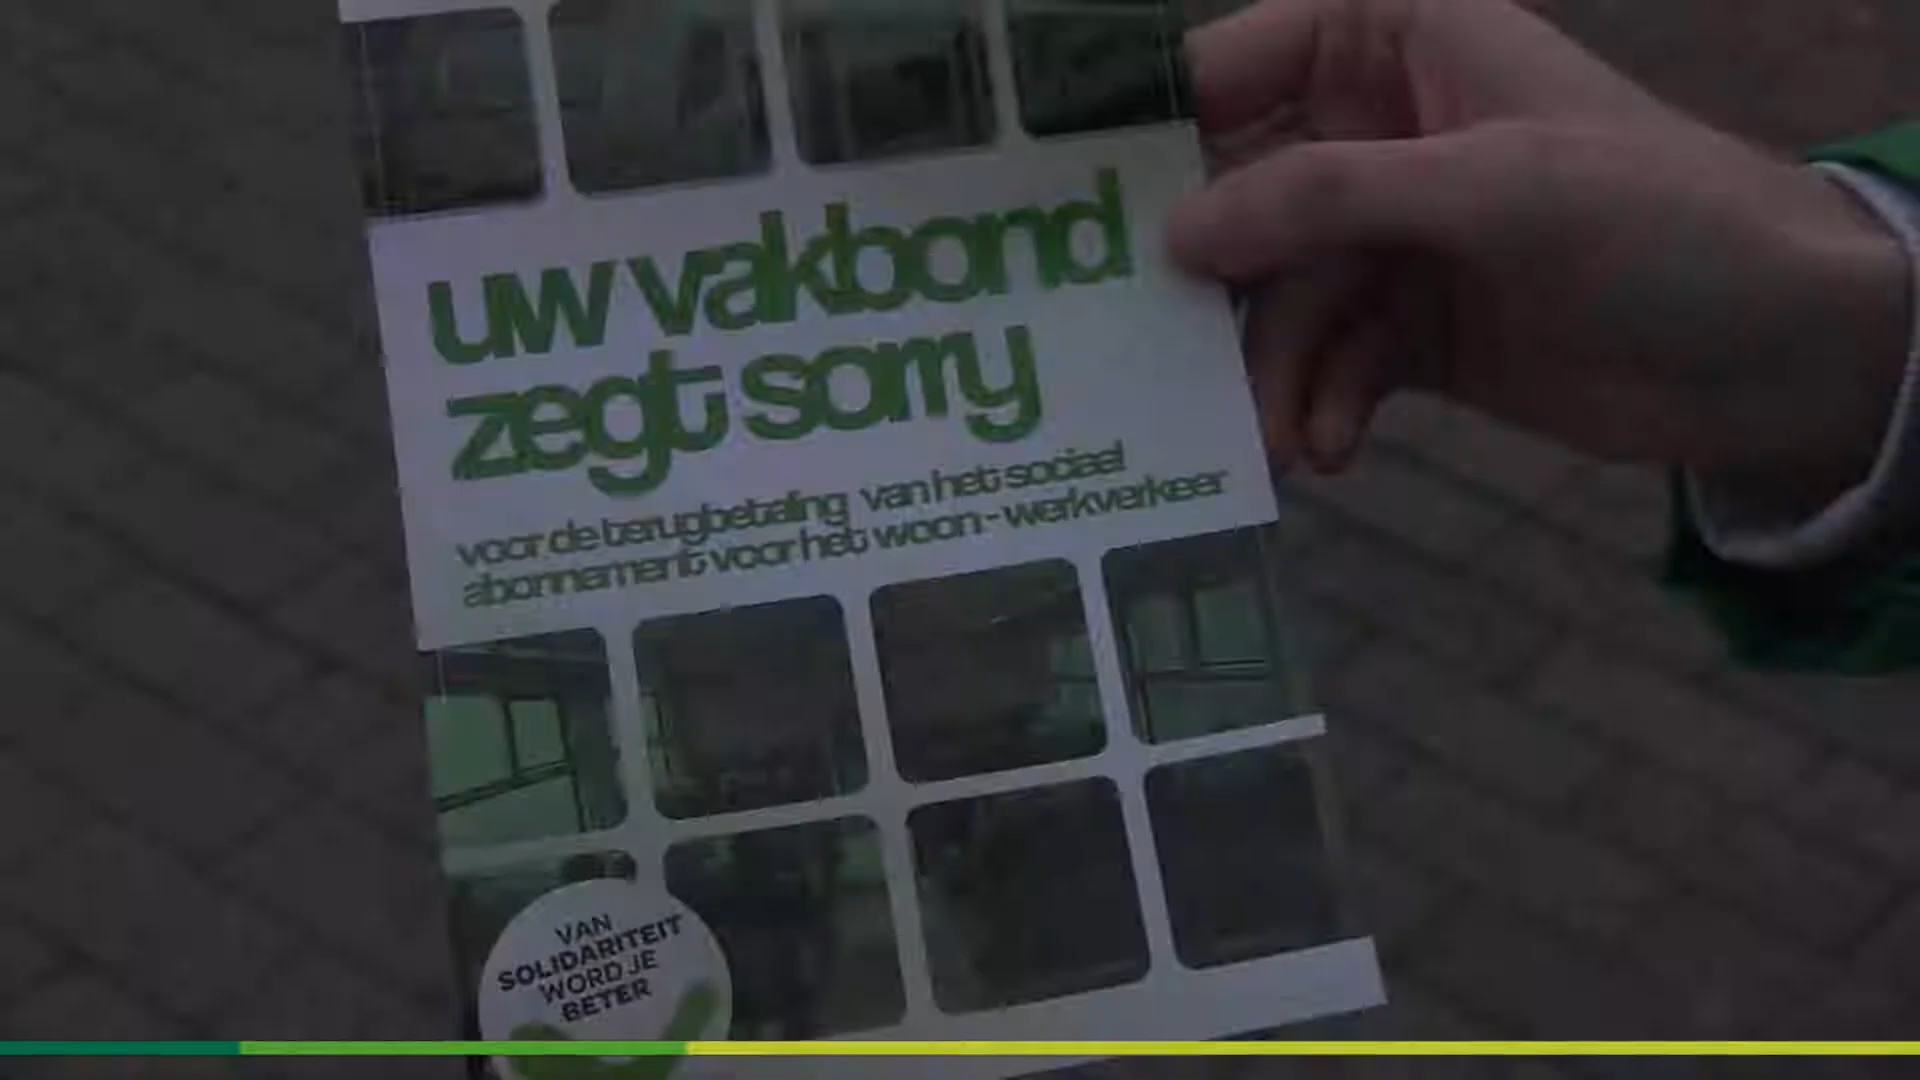 uw vakbond
zegt sorry
voor de terugbetaling van het sociaal
abonnement voor het woon-werkverkeer
VAN
SOLIDARITEIT
WORD JE
BETER